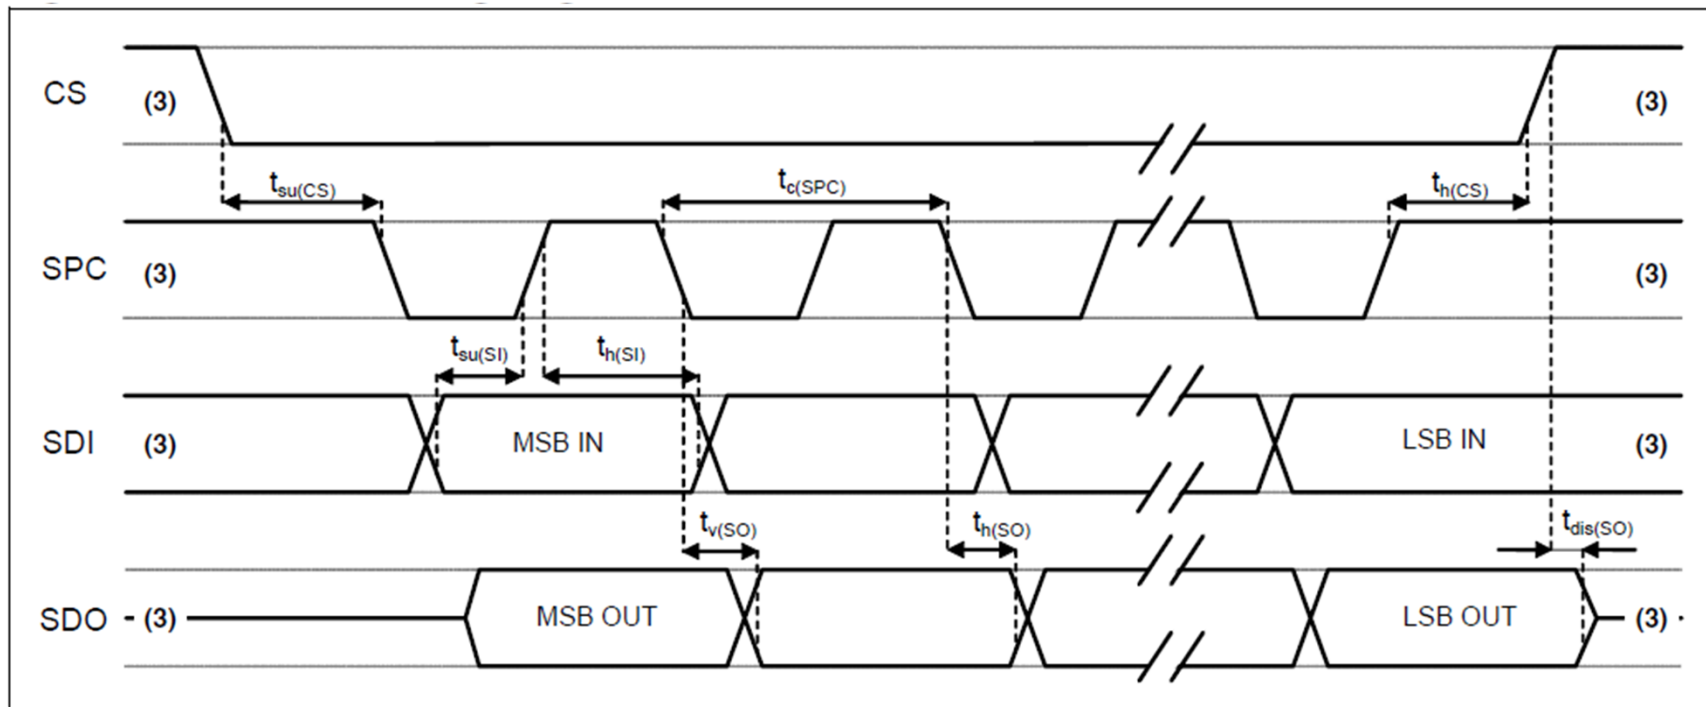 CS (3) (3)
tsu(CS) tc(SPC) th(CS)
SPC (3) (3)
tsu(SI) th(SI)
SDI (3) MSB IN LSB IN (3)
tv(SO) th(SO) tdis(SO)
SDO (3) MSB OUT LSB OUT (3)